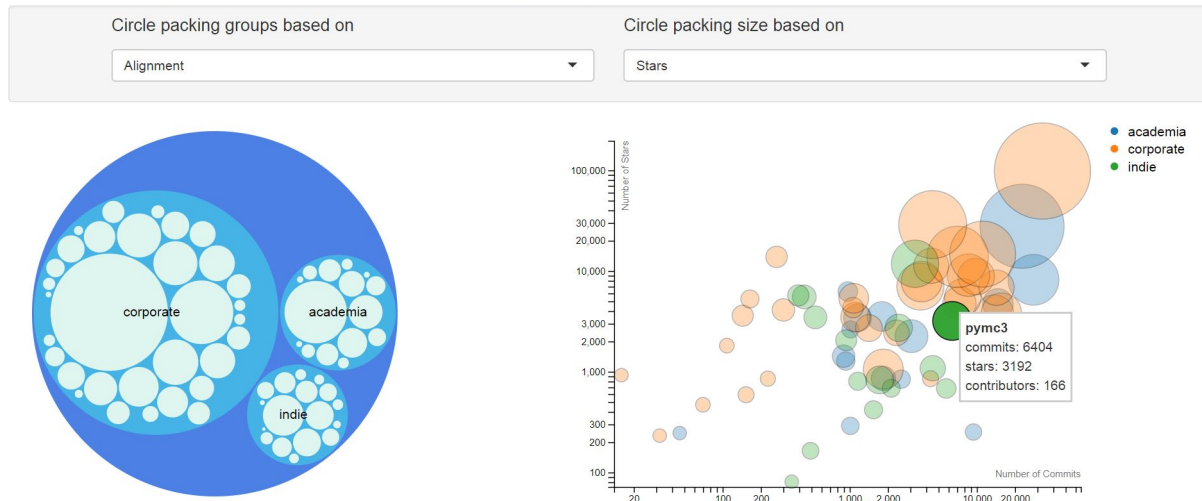 Circle packing groups based on
Circle packing size based on
Alignment
Stars
corporate
academia
indie
Number of Stars
100,000
30,000
20,000
10,000
3,000
2,000
1,000
300
200
100
academia
corporate
indie
pymc3
commits: 6404
stars: 3192
contributors: 166
Number of Commits
20
100
200
1,000
2,000
10,000
20,000